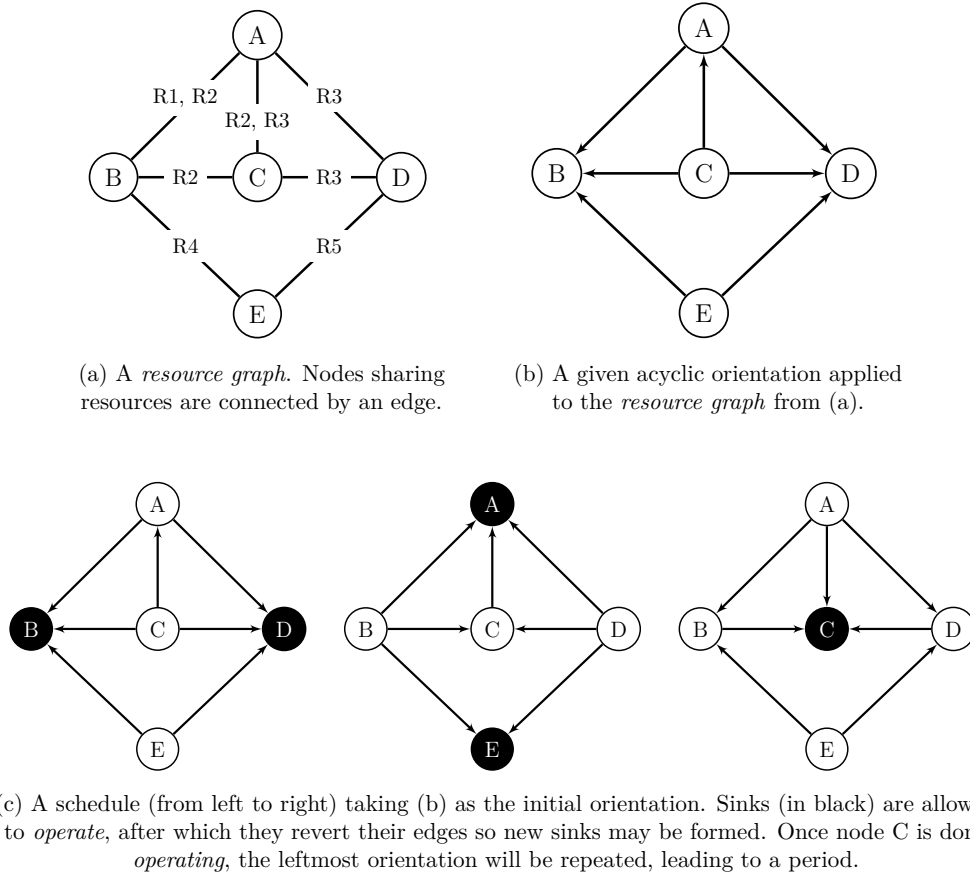 A
R1, R2
R3
R2, R3
B
R2
C
R3
D
R4
R5
E
(a) A resource graph. Nodes sharing
resources are connected by an edge.
A
B
C
D
E
(b) A given acyclic orientation applied
to the resource graph from (a).
A
B
C
D
E
A
B
C
D
E
A
B
C
D
E
(c) A schedule (from left to right) taking (b) as the initial orientation. Sinks (in black) are allow
to operate, after which they revert their edges so new sinks may be formed. Once node C is don
operating, the leftmost orientation will be repeated, leading to a period.